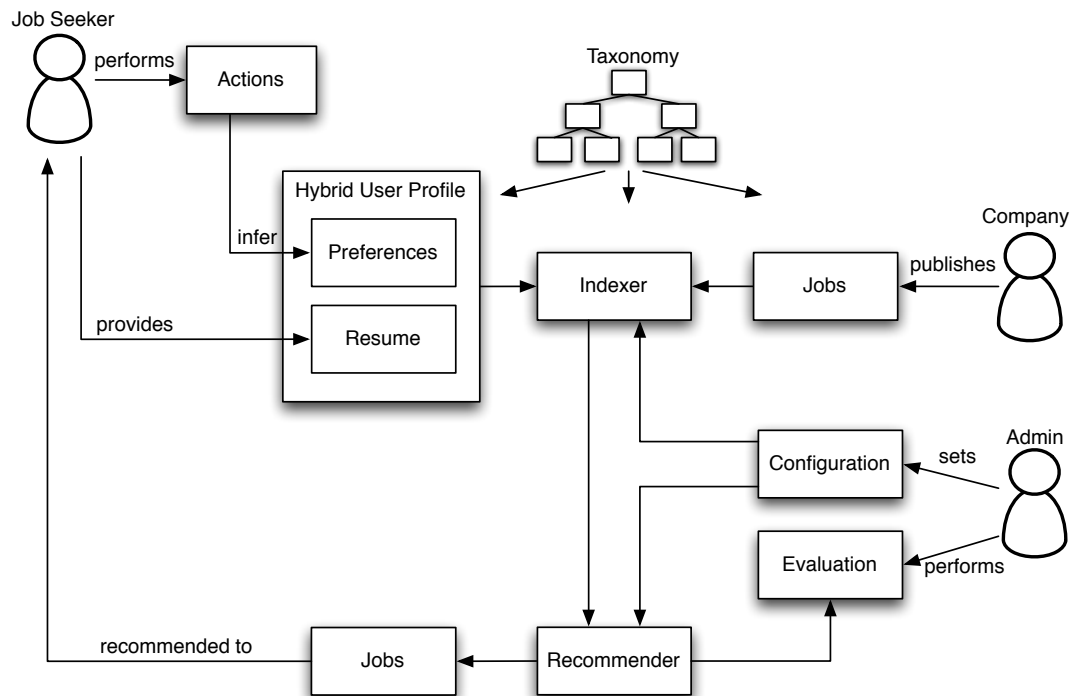 Job Seeker
performs
Actions
Taxonomy
Hybrid User Profile
infer
Preferences
provides
Resume
Indexer
Jobs
publishes
Company
Admin
Configuration
sets
Evaluation
performs
recommended to
Jobs
Recommender